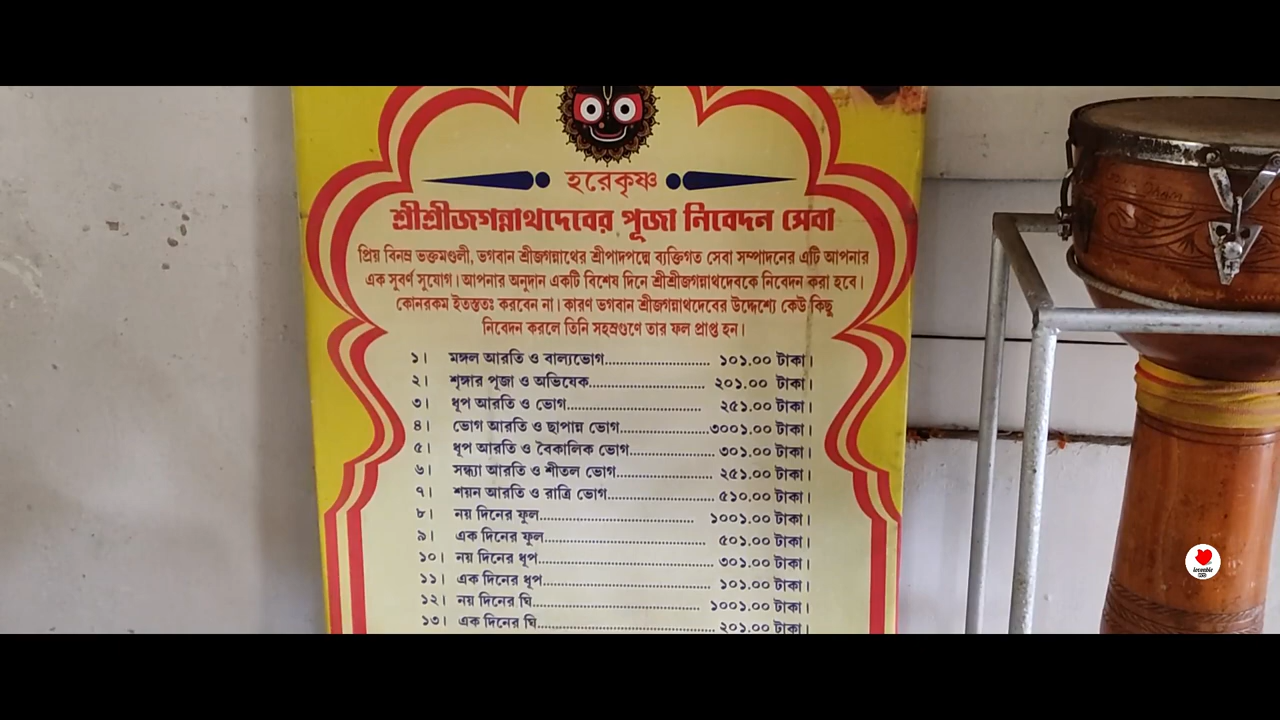 হরেকৃষ্ণ
শ্রীশ্রীজগন্নাথদেবের পূজা নিবেদন সেবা
প্রিয় বিনম্র ভক্তমণ্ডলী, ভগবান শ্রীজগন্নাথের শ্রীপাদপদ্মে ব্যক্তিগত সেবা সম্পাদনের এটি আপনার
এক সুবর্ণ সুযোগ। আপনার অনুদান একটি বিশেষ দিনে শ্রীশ্রীজগন্নাথদেবকে নিবেদন করা হবে।
কোনরকম ইতস্ততঃ করবেন না। কারণ ভগবান শ্রীজগন্নাথদেবের উদ্দেশ্যে কেউ কিছু
নিবেদন করলে তিনি সহস্রগুণে তার ফল প্রাপ্ত হন।
১। মঙ্গল আরতি ও বাল্যভোগ.......................... ১০১.০০ টাকা।
২। শৃঙ্গার পূজা ও অভিষেক............................. ২০১.০০ টাকা।
৩। ধূপ আরতি ও ভোগ.................................. ২৫১.০০ টাকা।
৪। ভোগ আরতি ও ছাপান্ন ভোগ......................৩০০১.০০ টাকা।
৫। ধূপ আরতি ও বৈকালিক ভোগ..................... ৩০১.০০ টাকা।
৬। সন্ধ্যা আরতি ও শীতল ভোগ........................ ২৫১.০০ টাকা।
৭। শয়ন আরতি ও রাত্রি ভোগ........................... ৫১০.০০ টাকা।
৮। নয় দিনের ফুল....................................... ১০০১.০০ টাকা।
৯। এক দিনের ফুল......................................... ৫০১.০০ টাকা।
১০। নয় দিনের ধূপ............................................ ৩০১.০০ টাকা।
১১। এক দিনের ধূপ........................................... ১০১.০০ টাকা।
১২। নয় দিনের ঘি.......................................... ১০০১.০০ টাকা।
১৩। এক দিনের ঘি............................................. ২০১.০০ টাকা।
loveable